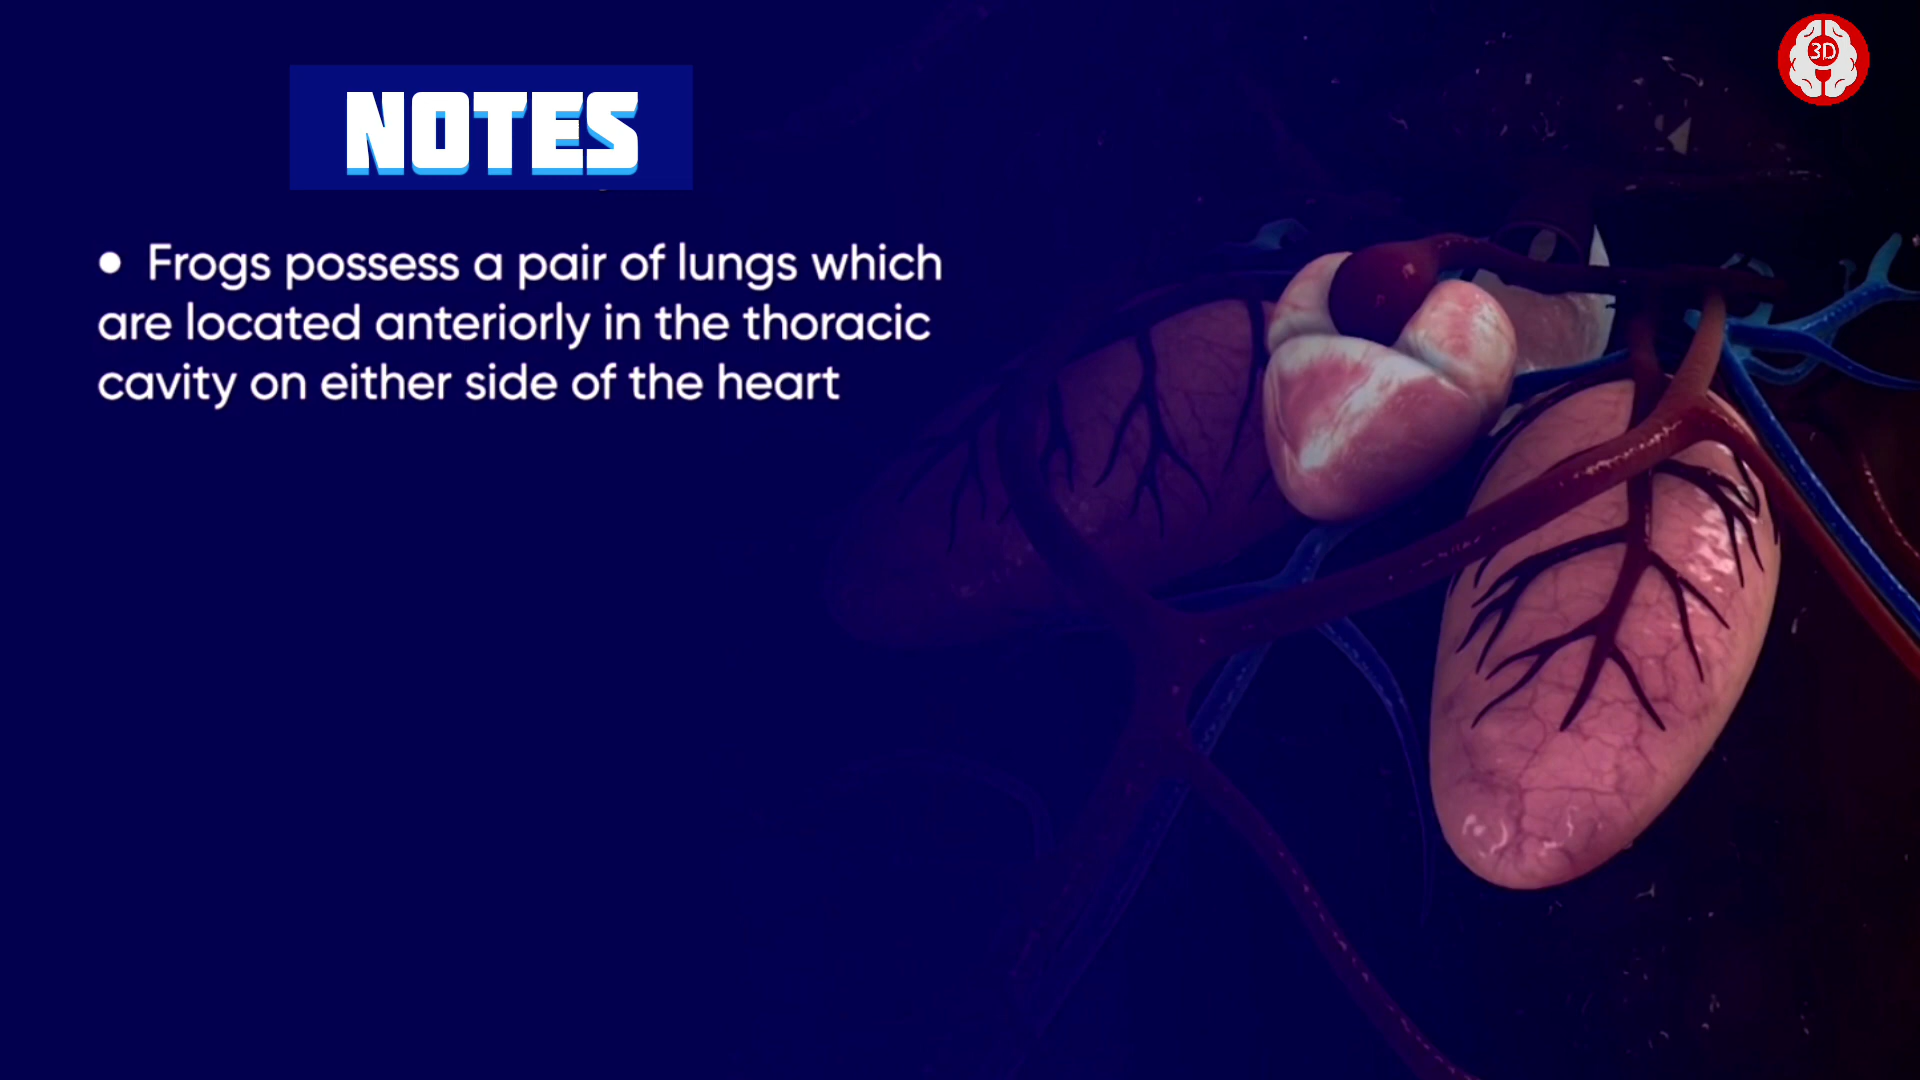 3D
NOTES
• Frogs possess a pair of lungs which
are located anteriorly in the thoracic
cavity on either side of the heart